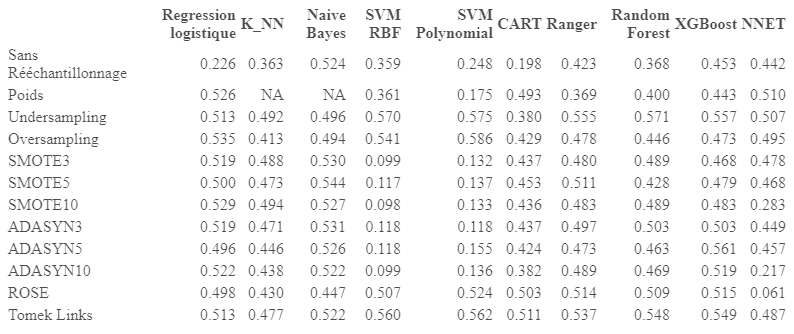 Regression logistique K_NN Naive Bayes SVM RBF SVM Polynomial CART Ranger Random Forest XGBoost NNET
Sans Rééchantillonnage 0.226 0.363 0.524 0.359 0.248 0.198 0.423 0.368 0.453 0.442
Poids 0.526 NA NA 0.361 0.175 0.493 0.369 0.400 0.443 0.510
Undersampling 0.513 0.492 0.496 0.570 0.575 0.380 0.555 0.571 0.557 0.507
Oversampling 0.535 0.413 0.494 0.541 0.586 0.429 0.478 0.446 0.473 0.495
SMOTE3 0.519 0.488 0.530 0.099 0.132 0.437 0.480 0.489 0.468 0.478
SMOTE5 0.500 0.473 0.544 0.117 0.137 0.453 0.511 0.428 0.479 0.468
SMOTE10 0.529 0.494 0.527 0.098 0.133 0.436 0.483 0.489 0.483 0.283
ADASYN3 0.519 0.471 0.531 0.118 0.118 0.437 0.497 0.503 0.503 0.449
ADASYN5 0.496 0.446 0.526 0.118 0.155 0.424 0.473 0.463 0.561 0.457
ADASYN10 0.522 0.438 0.522 0.099 0.136 0.382 0.489 0.469 0.519 0.217
ROSE 0.498 0.430 0.447 0.507 0.524 0.503 0.514 0.509 0.515 0.061
Tomek Links 0.513 0.477 0.522 0.560 0.562 0.511 0.537 0.548 0.549 0.487